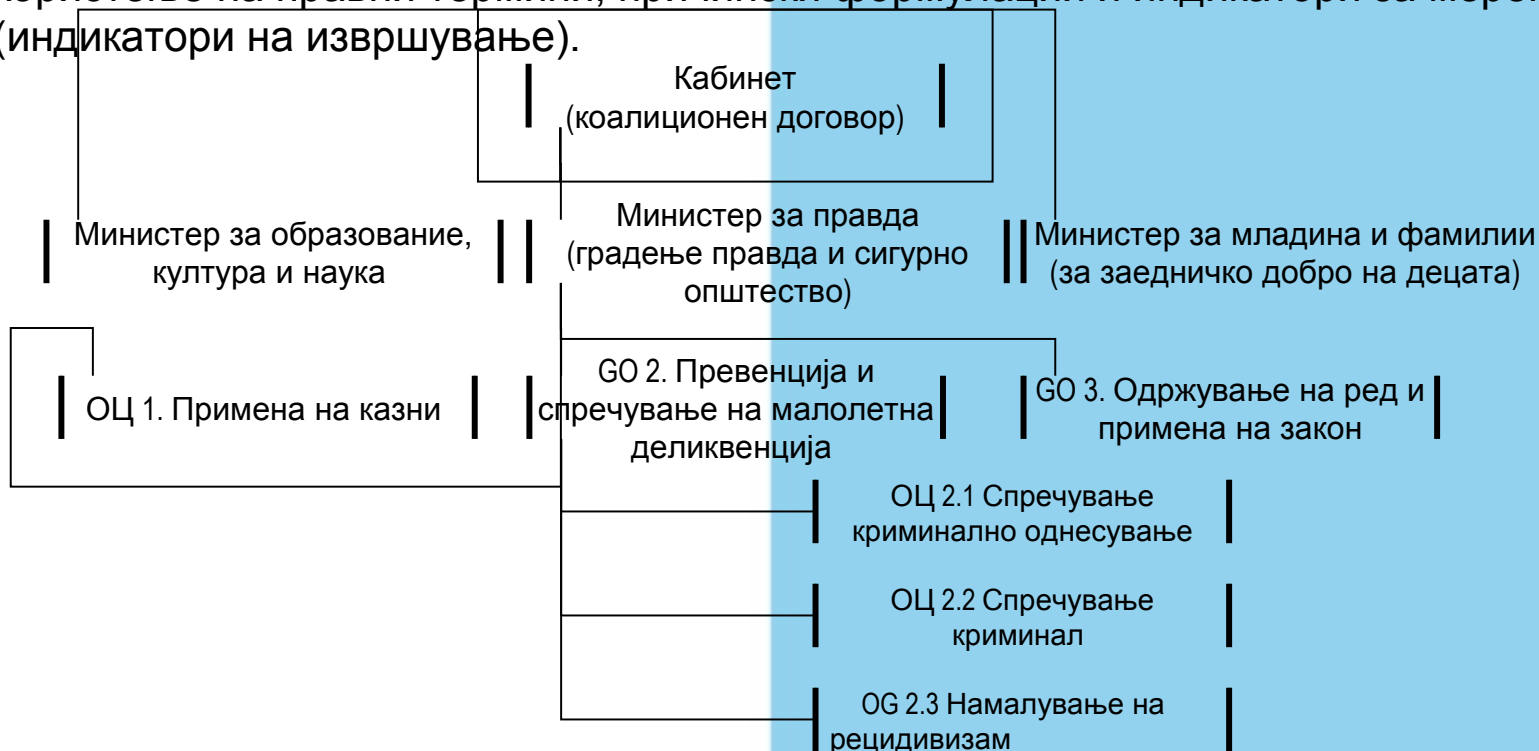 (индикатори на извршување).
Кабинет
(коалиционен договор)
Министер за образование,
култура и наука
Министер за правда
(градење правда и сигурно
општество)
Министер за младина и фамилии
(за заедничко добро на децата)
ОЦ 1. Примена на казни
GO 2. Превенција и
спречување на малолетна
деликвенција
GO 3. Одржување на ред и
примена на закон
ОЦ 2.1 Спречување
криминално однесување
ОЦ 2.2 Спречување
криминал
OG 2.3 Намалување на
рецидивизам